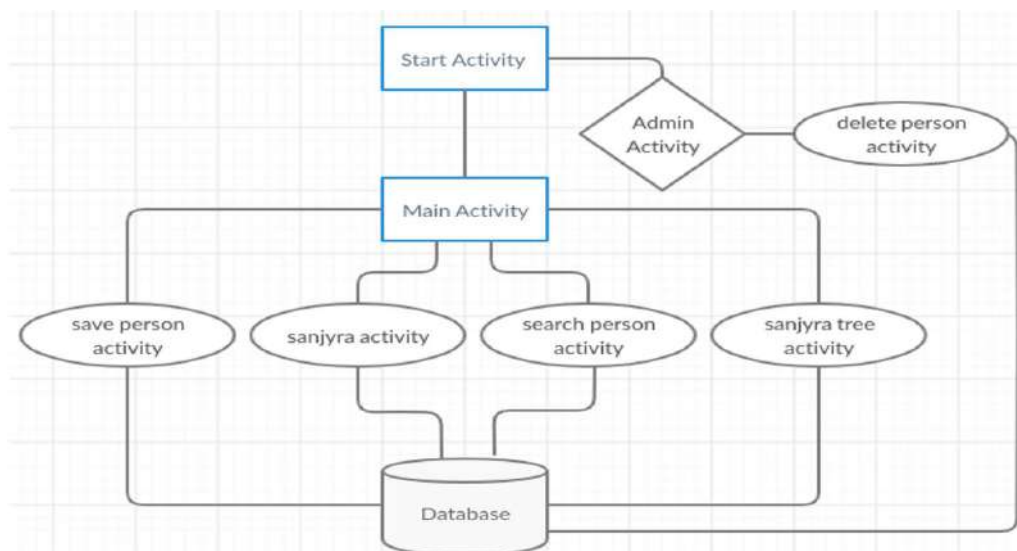 Start Activity
Admin
Activity
delete person
activity
Main Activity
save person
activity
sanjyra activity
search person
activity
sanjyra tree
activity
Database